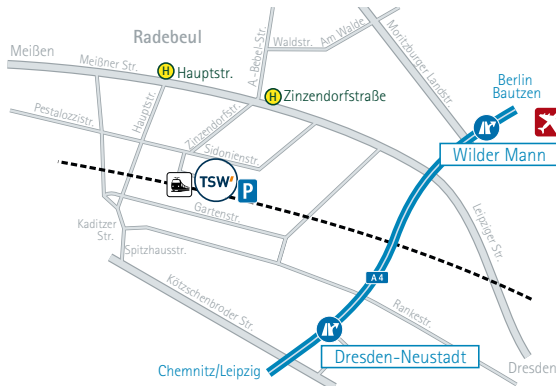 Radebeul
Meißen
Meißner Str.
H Hauptstr.
A.-Bebel-Str.
Waldstr.
Am Walde
Moritzburger Landstr.
Berlin
Bautzen
H Zinzendorfstraße
Pestalozzistr.
Hauptstr.
Zinzendorfstr.
Sidonienstr.
Wilder Mann
TSW
P
Gartenstr.
Kaditzer
Str.
Spitzhausstr.
Leipziger Str.
A 4
Kötzschenbroder Str.
Rankestr.
Dresden-Neustadt
Chemnitz/Leipzig
Dresden